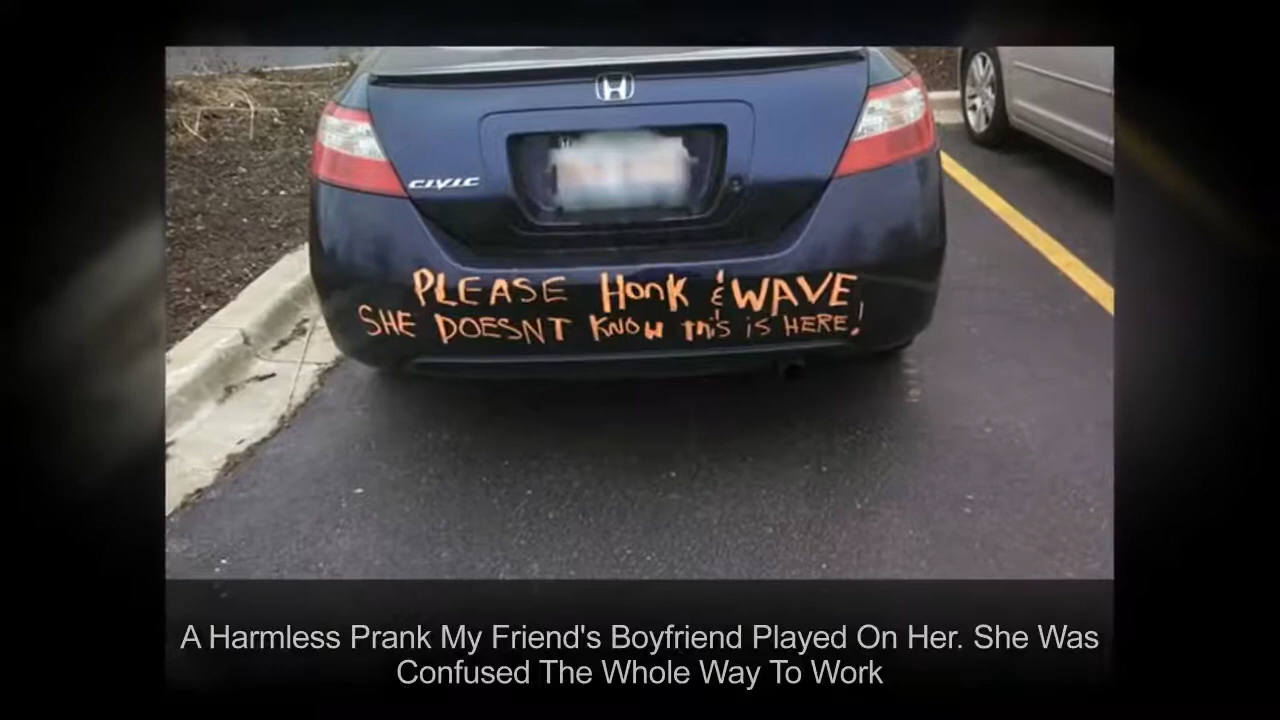 CIVIC
PLEASE HonK & WAVE
SHE DOESNT KNOW thiS iS HERE!
A Harmless Prank My Friend's Boyfriend Played On Her. She Was
Confused The Whole Way To Work